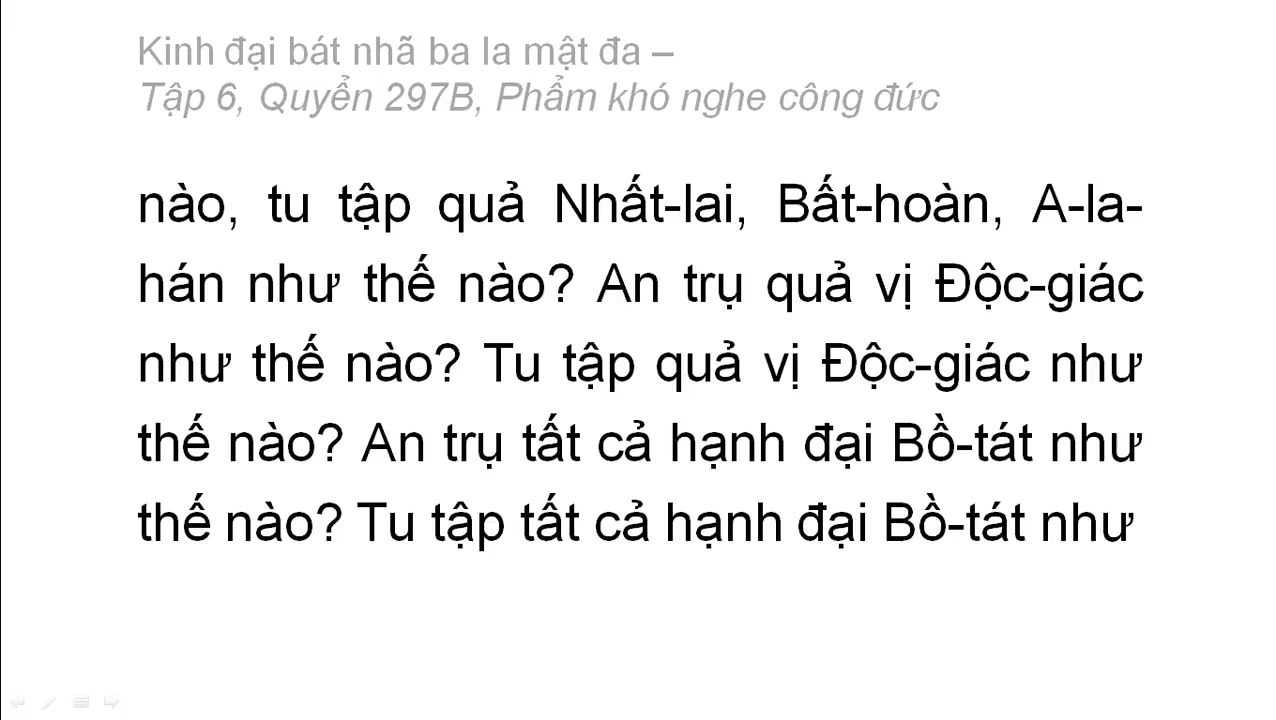 Kinh đại bát nhã ba la mật đa –
Tập 6, Quyển 297B, Phẩm khó nghe công đức
nào, tu tập quả Nhất-lai, Bất-hoàn, A-la-
hán như thế nào? An trụ quả vị Độc-giác
như thế nào? Tu tập quả vị Độc-giác như
thế nào? An trụ tất cả hạnh đại Bồ-tát như
thế nào? Tu tập tất cả hạnh đại Bồ-tát như